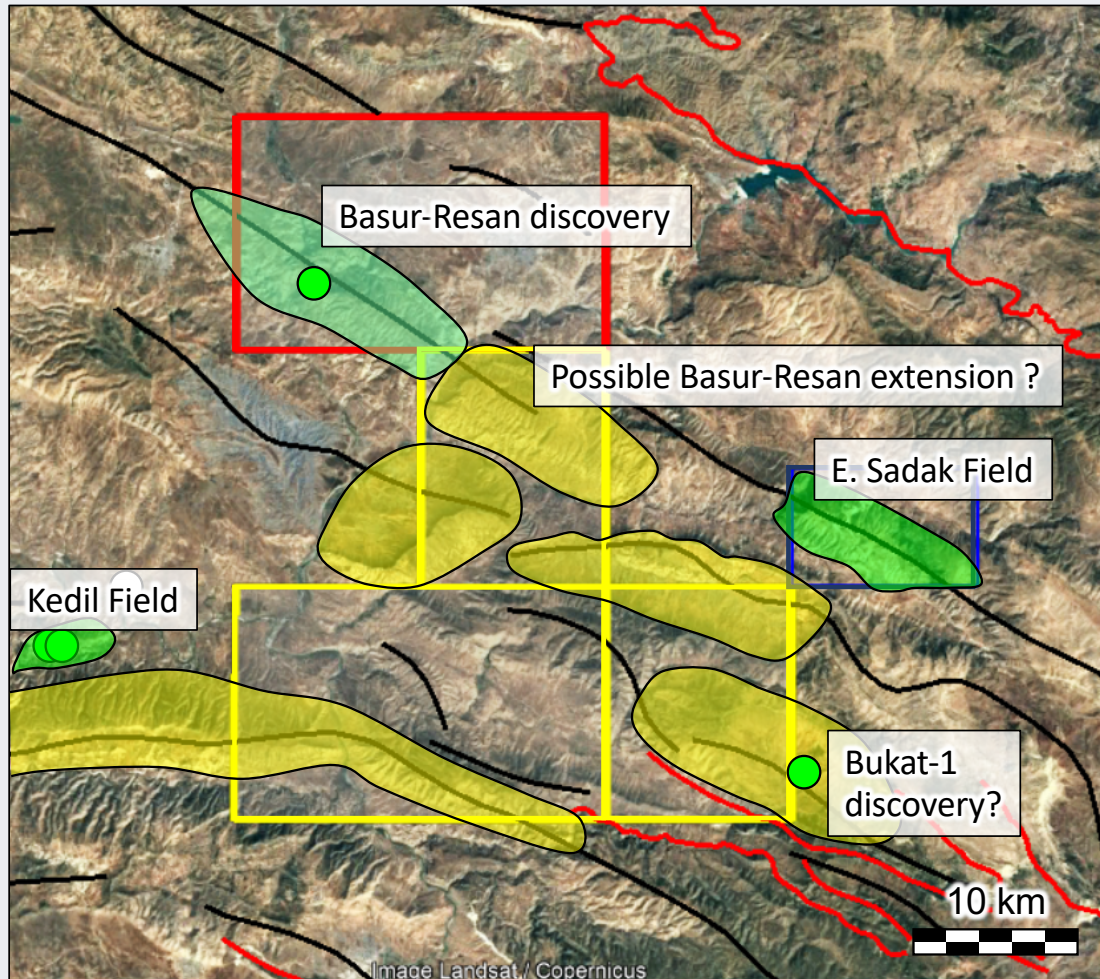 Basur-Resan discovery
Possible Basur-Resan extension ?
E. Sadak Field
Kedil Field
Bukat-1
discovery?
10 km
Image Landsat / Copernicus